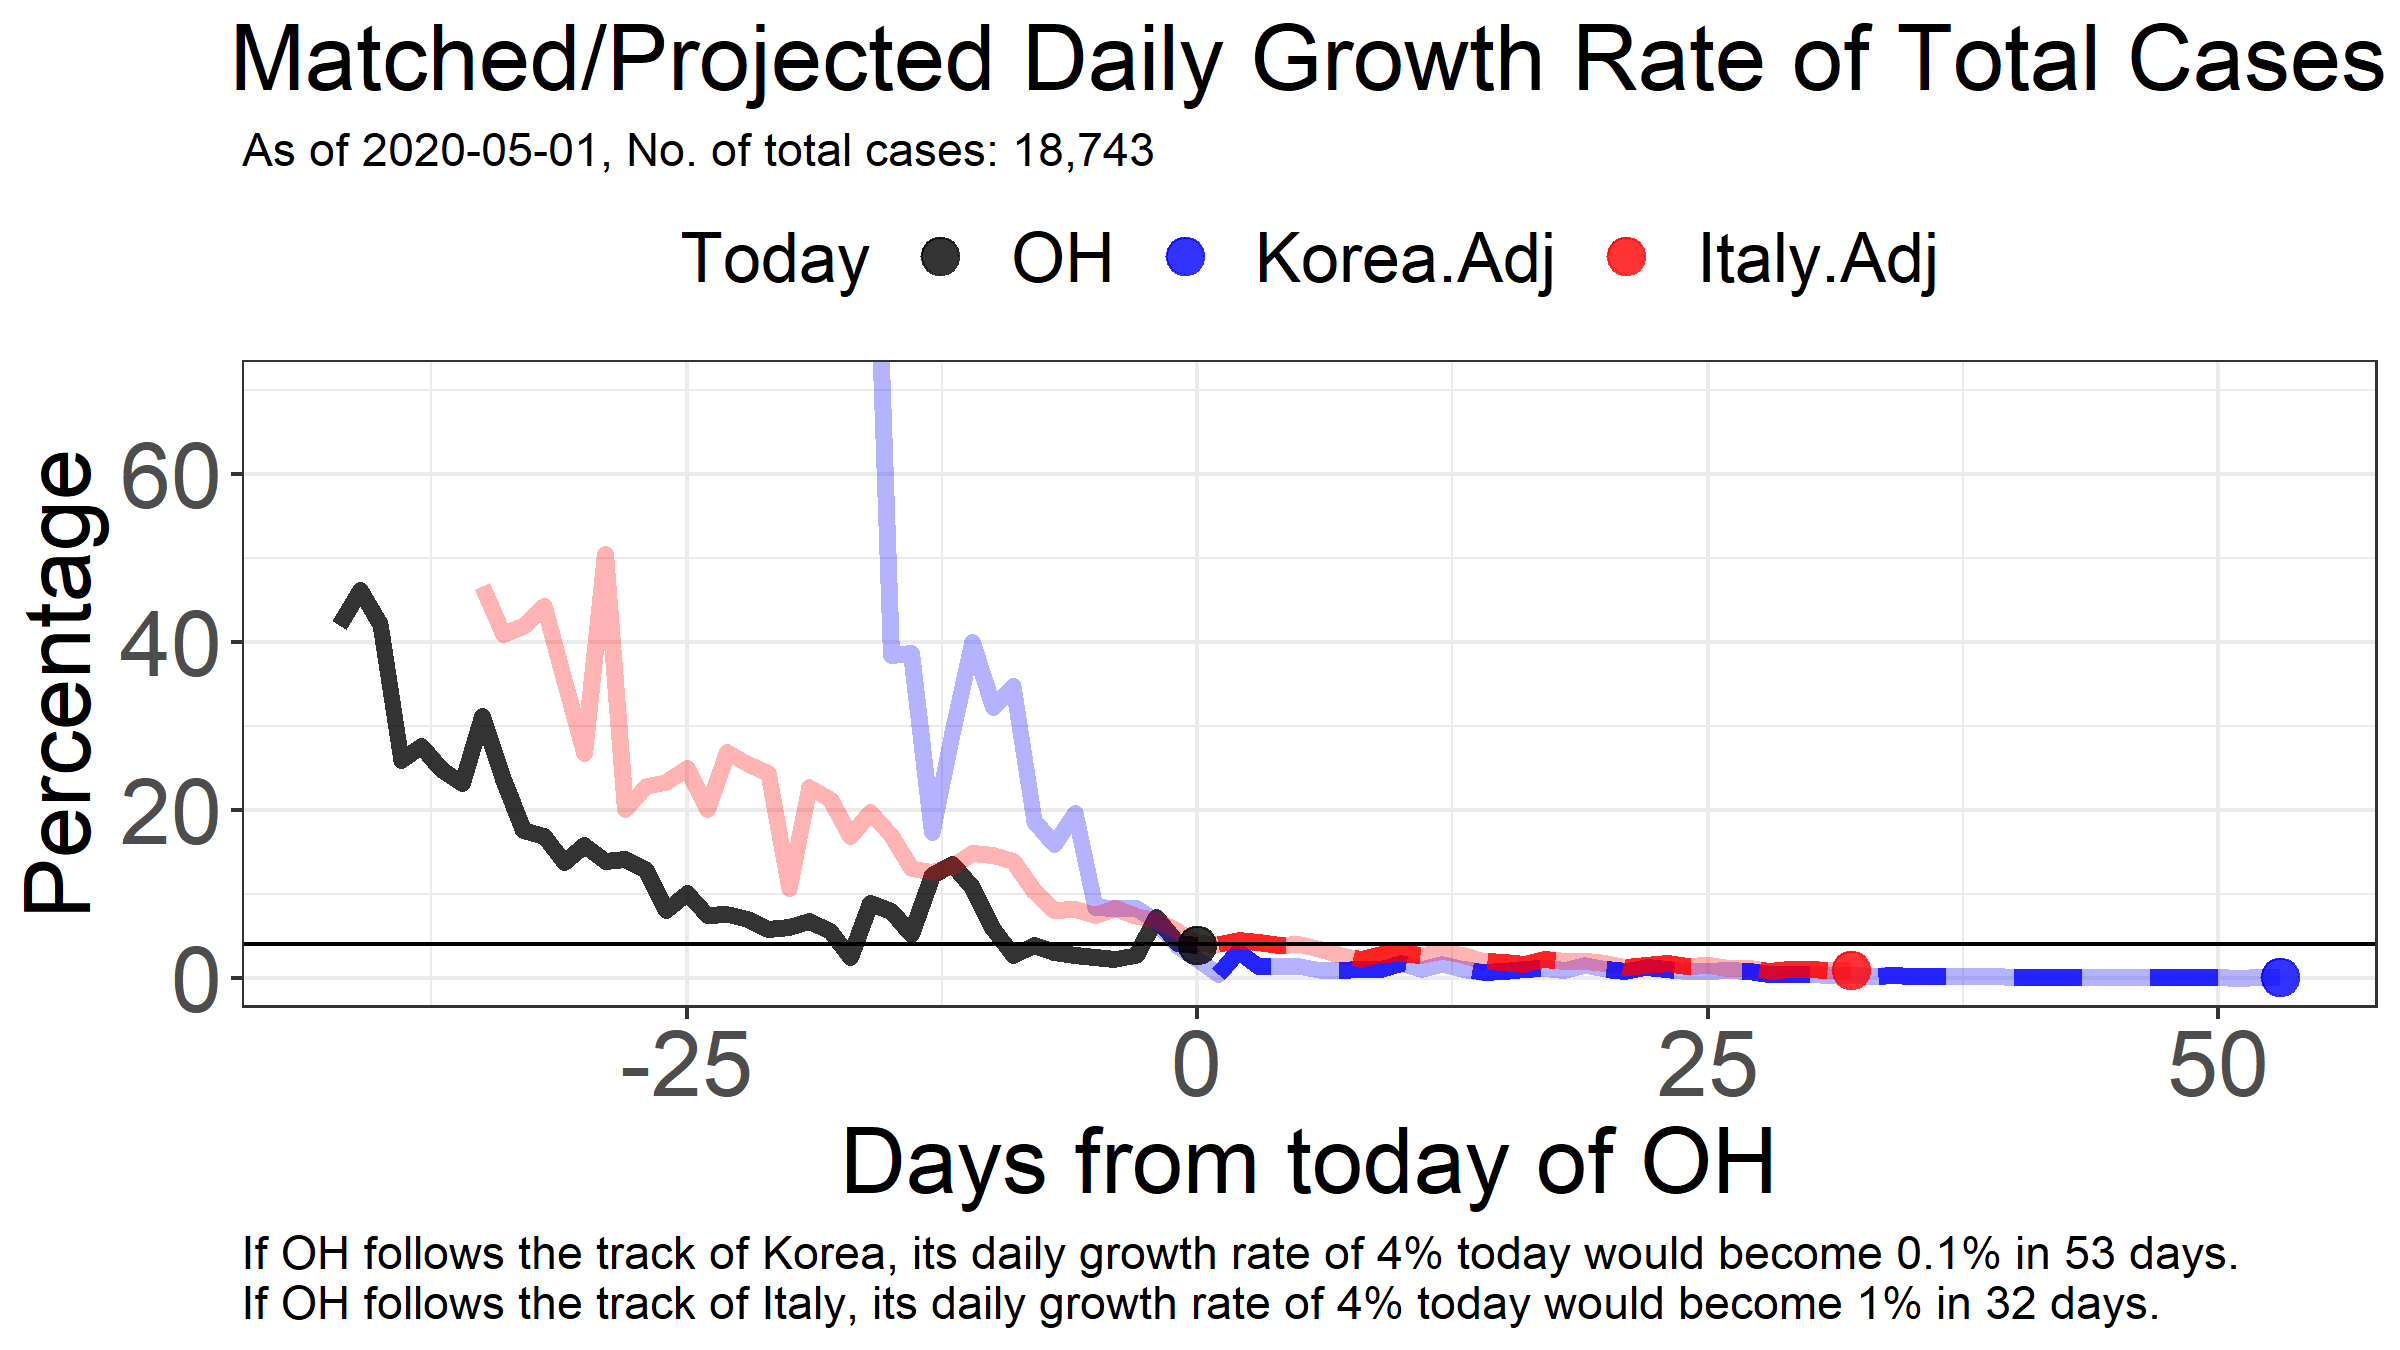 Matched/Projected Daily Growth Rate of Total Cases
As of 2020-05-01, No. of total cases: 18,743
Today OH Korea.Adj Italy.Adj
Percentage
60
40
20
0
-25 0 25 50
Days from today of OH
If OH follows the track of Korea, its daily growth rate of 4% today would become 0.1% in 53 days.
If OH follows the track of Italy, its daily growth rate of 4% today would become 1% in 32 days.